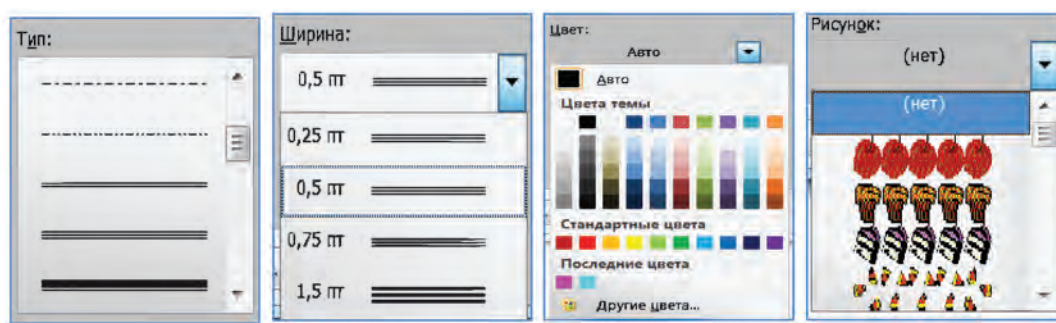 Тип:
Ширина:
0,5 пт
0,25 пт
0,5 пт
0,75 пт
1,5 пт
Цвет:
Авто
Авто
Цвета темы
Стандартные цвета
Последние цвета
Другие цвета...
Рисунок:
(нет)
(нет)